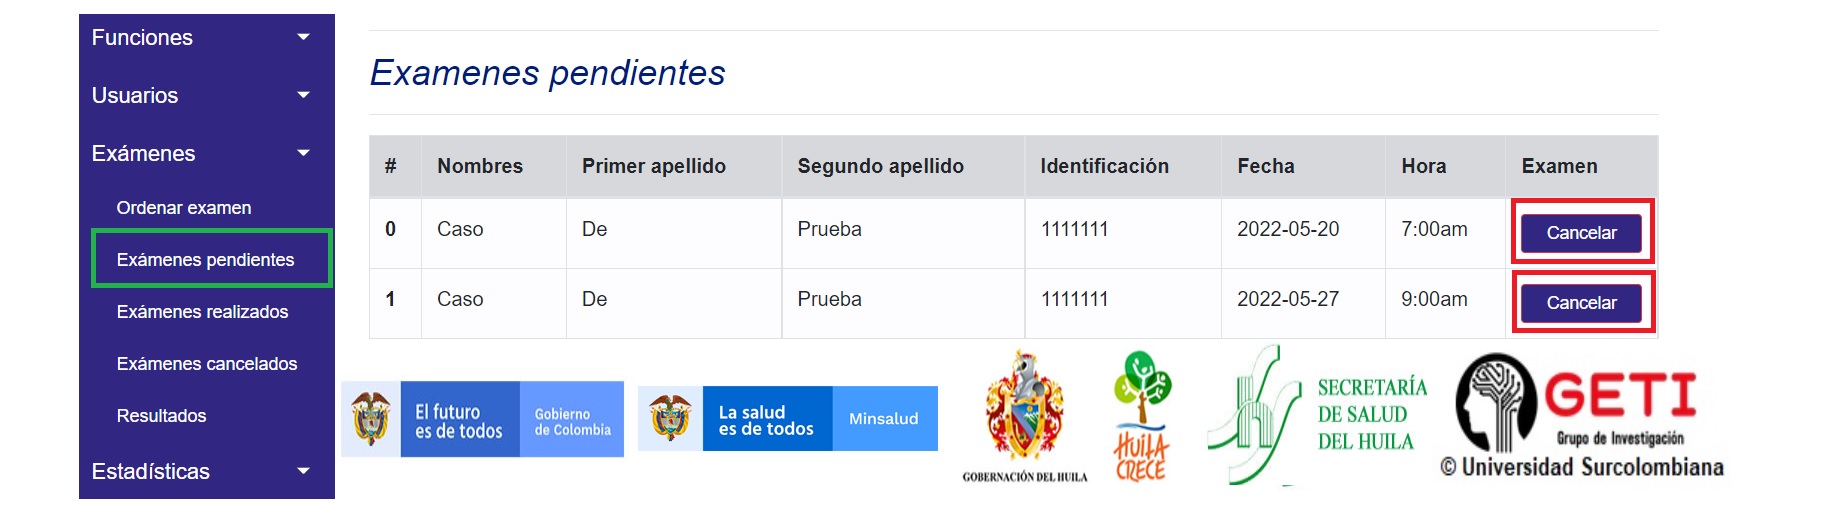 Funciones
Usuarios
Exámenes
Ordenar examen
Exámenes pendientes
Exámenes realizados
Exámenes cancelados
Resultados
Estadísticas
Examenes pendientes
# Nombres Primer apellido Segundo apellido Identificación Fecha Hora Examen
0 Caso De Prueba 1111111 2022-05-20 7:00am Cancelar
1 Caso De Prueba 1111111 2022-05-27 9:00am Cancelar
El futuro
es de todos
Gobierno
de Colombia
La salud
es de todos
Minsalud
GOBERNACIÓN DEL HUILA
HUILA
CRECE
SECRETARÍA
DE SALUD
DEL HUILA
GETI
Grupo de Investigación
© Universidad Surcolombiana